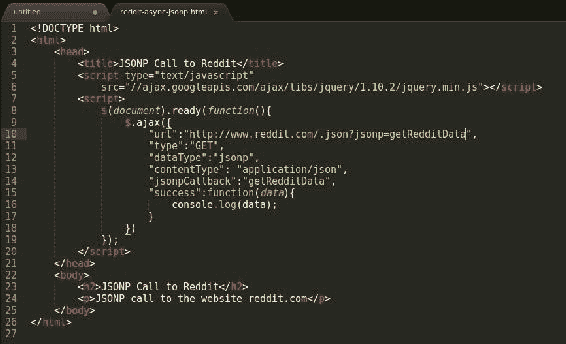 untitled
reddit-async-jsonp.html ×
1 <!DOCTYPE html>
2 <html>
3 <head>
4 <title>JSONP Call to Reddit</title>
5 <script type="text/javascript"
6 src="//ajax.googleapis.com/ajax/libs/jquery/1.10.2/jquery.min.js"></script>
7 <script>
8 $(document).ready(function(){
9 $.ajax({
10 "url":"http://www.reddit.com/.json?jsonp=getRedditData",
11 "type":"GET",
12 "dataType":"jsonp",
13 "contentType": "application/json",
14 "jsonpCallback":"getRedditData",
15 "success":function(data){
16 console.log(data);
17 }
18 })
19 });
20 </script>
21 </head>
22 <body>
23 <h2>JSONP Call to Reddit</h2>
24 <p>JSONP call to the website reddit.com</p>
25 </body>
26 </html>
27